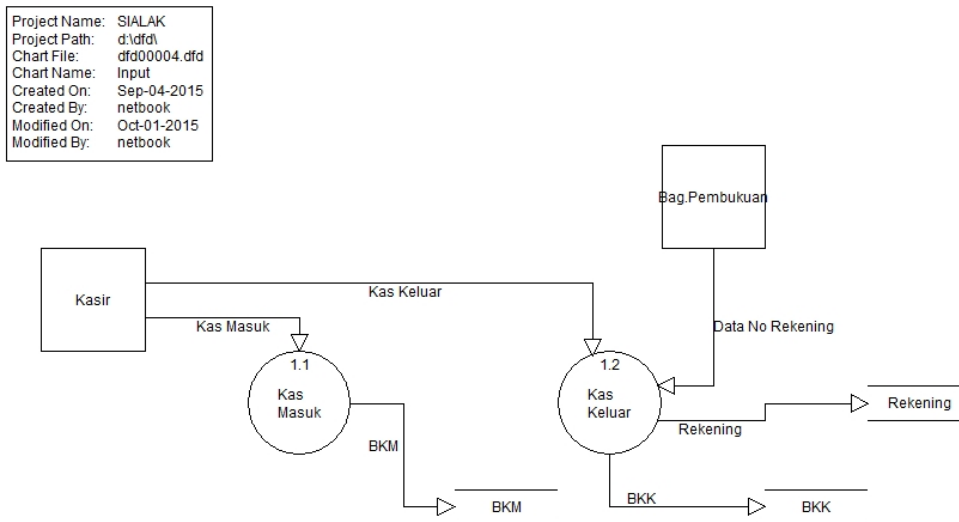 Project Name: SIALAK
Project Path: d:\dfd\
Chart File: dfd00004.dfd
Chart Name: Input
Created On: Sep-04-2015
Created By: netbook
Modified On: Oct-01-2015
Modified By: netbook
Bag.Pembukuan
Kasir
Kas Keluar
Kas Masuk
Data No Rekening
1.1
Kas
Masuk
1.2
Kas
Keluar
Rekening
Rekening
BKM
BKM
BKK
BKK